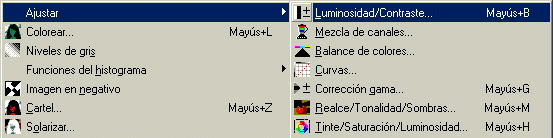 Ajustar
Colorear... Mayús+L
Niveles de gris
Funciones del histograma
Imagen en negativo
Cartel... Mayús+Z
Solarizar...
Luminosidad/Contraste... Mayús+B
Mezcla de canales...
Balance de colores...
Curvas...
Corrección gama... Mayús+G
Realce/Tonalidad/Sombras... Mayús+M
Tinte/Saturación/Luminosidad... Mayús+H